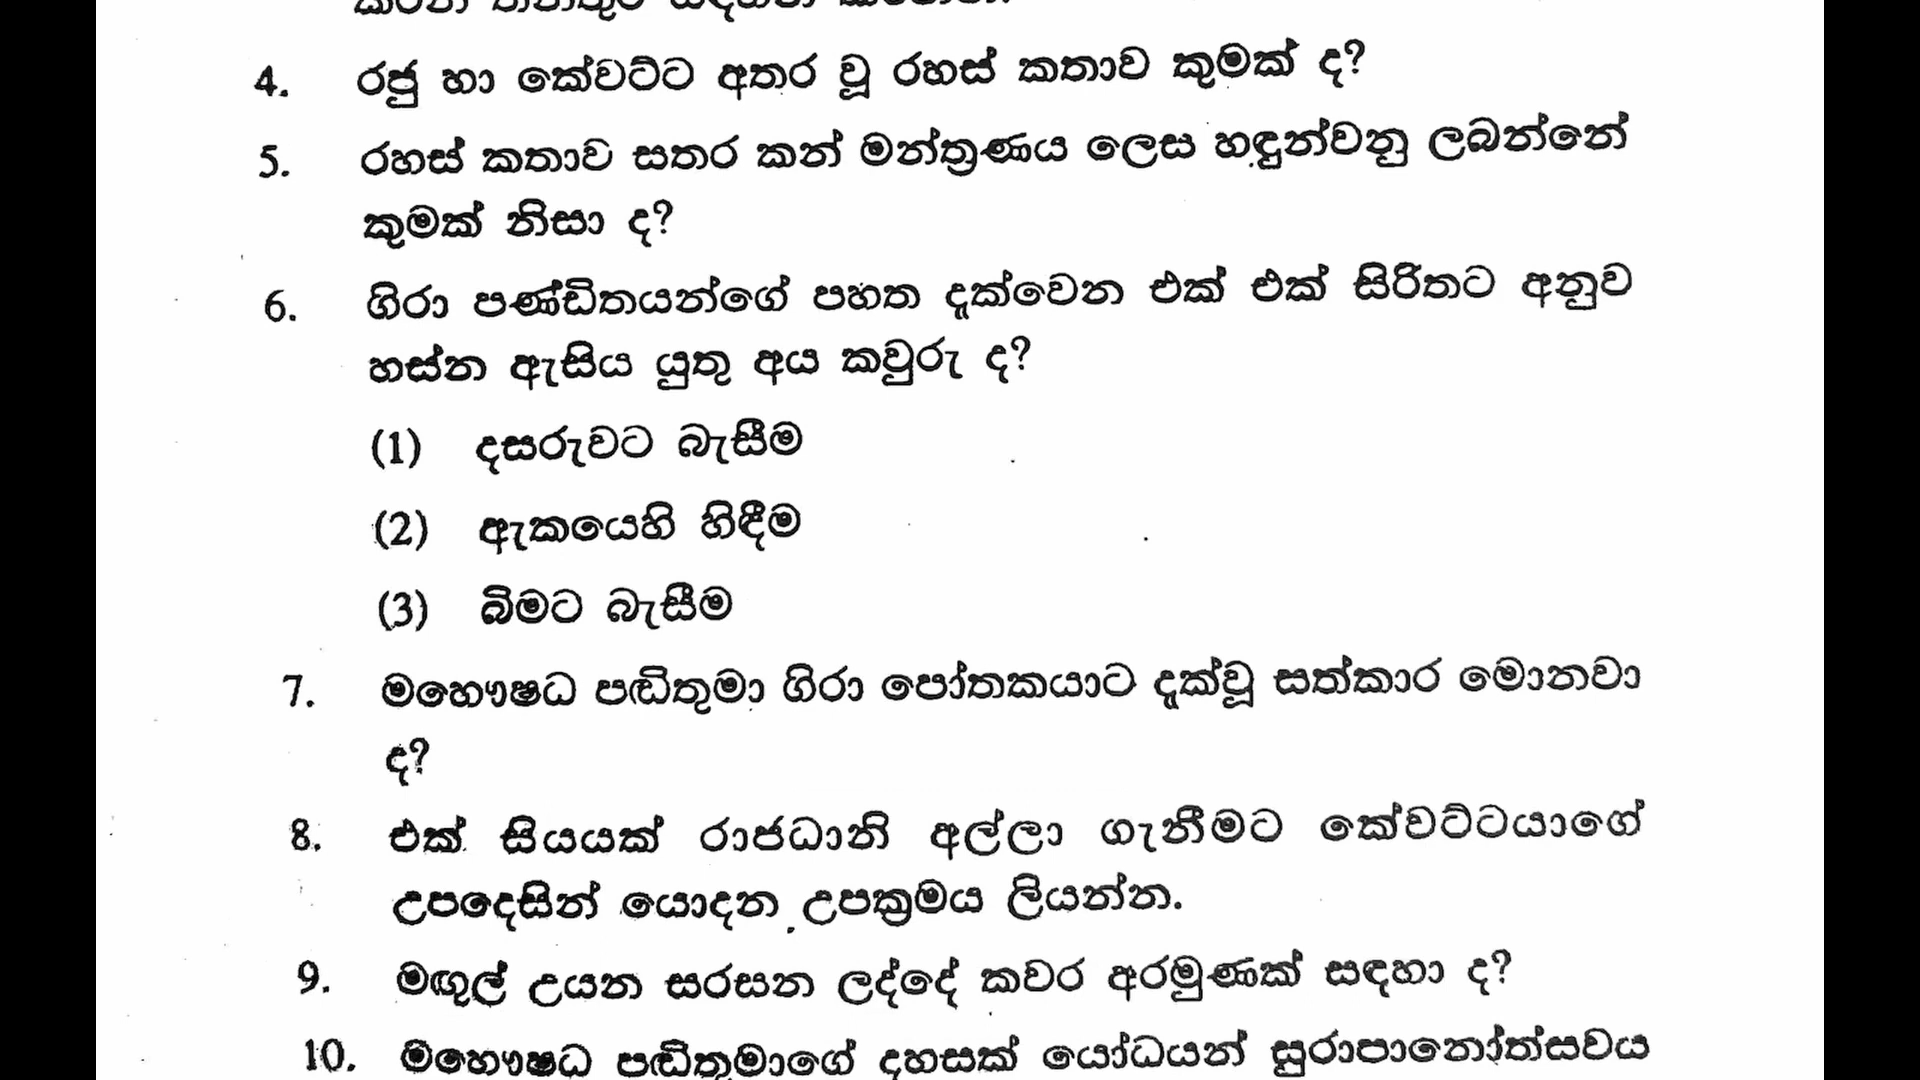 4. රජු හා කේවට්ට අතර වූ රහස් කතාව කුමක් ද?
5. රහස් කතාව සතර කන් මන්ත්‍රණය ලෙස හඳුන්වනු ලබන්නේ
කුමක් නිසා ද?
6. ගිරා පණ්ඩිතයන්ගේ පහත දැක්වෙන එක් එක් සිරිතට අනුව
හස්න ඇසිය යුතු අය කවුරු ද?
(1) දසරුවට බැසීම
(2) ඇකයෙහි හිඳීම
(3) බිමට බැසීම
7. මහෞෂධ පඬිතුමා ගිරා පෝතකයාට දැක්වූ සත්කාර මොනවා
ද?
8. එක් සියයක් රාජධානි අල්ලා ගැනීමට කේවට්ටයාගේ
උපදෙසින් යොදන උපක්‍රමය ලියන්න.
9. මඟුල් උයන සරසන ලද්දේ කවර අරමුණක් සඳහා ද?
10. මහෞෂධ පඬිතුමාගේ දහසක් යෝධයන් සුරාපානෝත්සවය